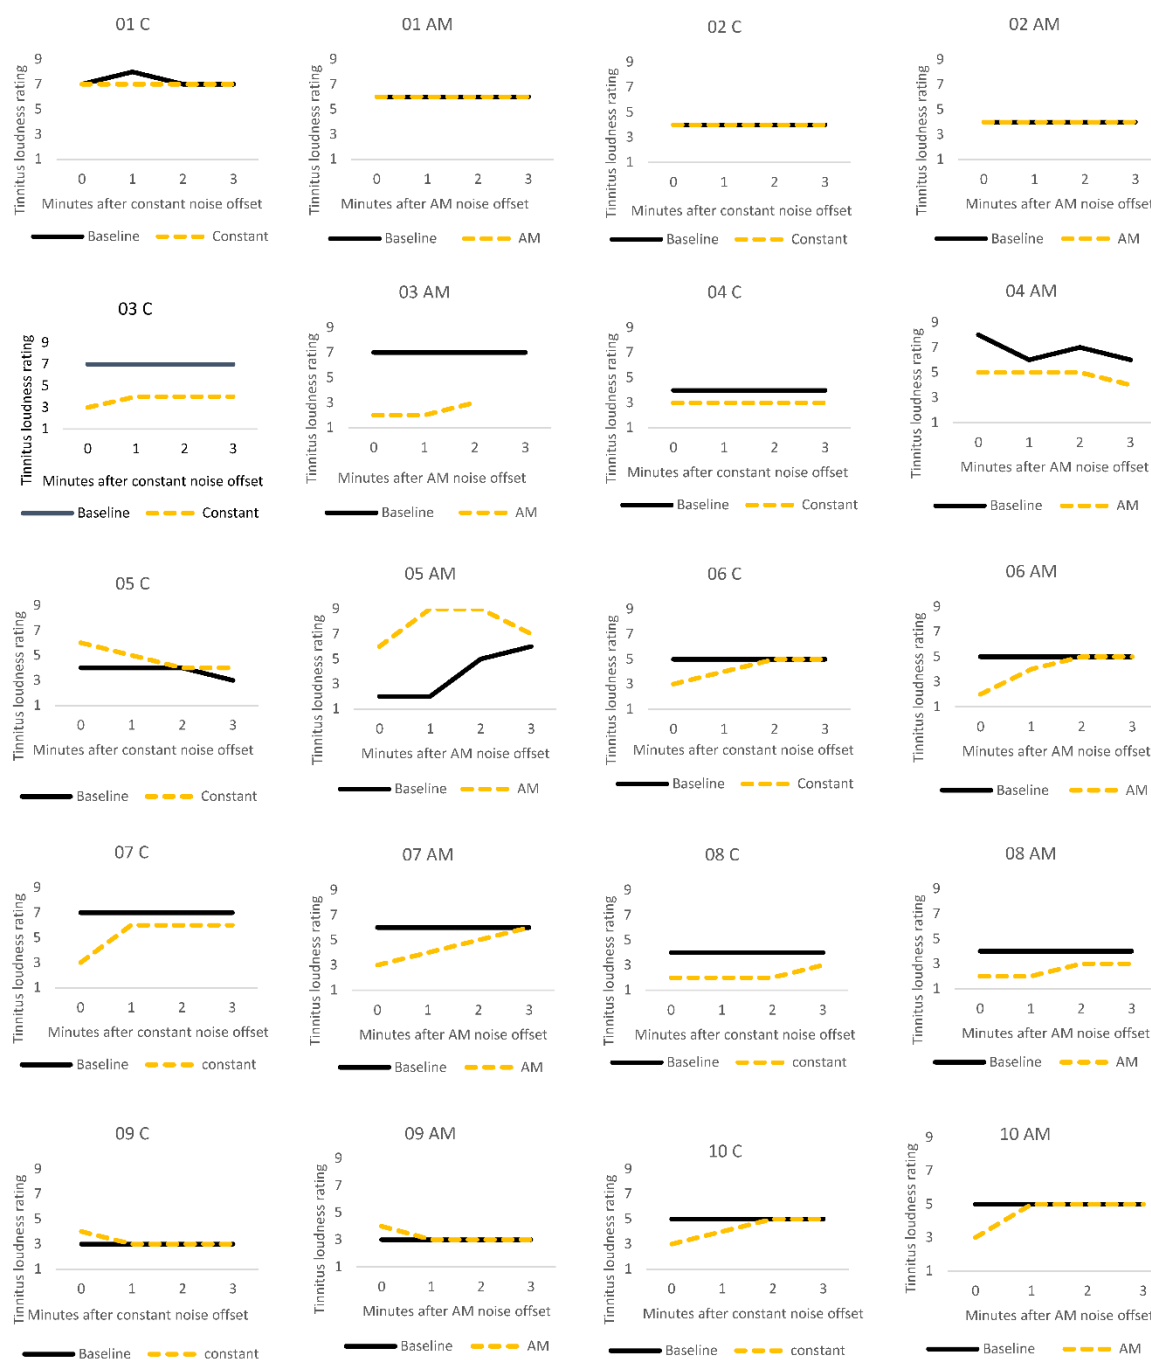 01 C
Tinnitus loudness rating
9
7
5
3
1
0 1 2 3
Minutes after constant noise offset
Baseline Constant
01 AM
Tinnitus loudness rating
9
7
5
3
1
0 1 2 3
Minutes after AM noise offset
Baseline AM
02 C
Tinnitus loudness rating
9
7
5
3
1
0 1 2 3
Minutes after constant noise offset
Baseline Constant
02 AM
Tinnitus loudness rating
9
7
5
3
1
0 1 2 3
Minutes after AM noise offset
Baseline AM
03 C
Tinnitus loudness rating
9
7
5
3
1
0 1 2 3
Minutes after constant noise offset
Baseline Constant
03 AM
Tinnitus loudness rating
9
7
5
3
1
0 1 2 3
Minutes after AM noise offset
Baseline AM
04 C
Tinnitus loudness rating
9
7
5
3
1
0 1 2 3
Minutes after constant noise offset
Baseline Constant
04 AM
Tinnitus loudness rating
9
7
5
3
1
0 1 2 3
Minutes after AM noise offset
Baseline AM
05 C
Tinnitus loudness rating
9
7
5
3
1
0 1 2 3
Minutes after constant noise offset
Baseline Constant
05 AM
Tinnitus loudness rating
9
7
5
3
1
0 1 2 3
Minutes after AM noise offset
Baseline AM
06 C
Tinnitus loudness rating
9
7
5
3
1
0 1 2 3
Minutes after constant noise offset
Baseline Constant
06 AM
Tinnitus loudness rating
9
7
5
3
1
0 1 2 3
Minutes after AM noise offset
Baseline AM
07 C
Tinnitus loudness rating
9
7
5
3
1
0 1 2 3
Minutes after constant noise offset
Baseline constant
07 AM
Tinnitus loudness rating
9
7
5
3
1
0 1 2 3
Minutes after AM noise offset
Baseline AM
08 C
Tinnitus loudness rating
9
7
5
3
1
0 1 2 3
Minutes after constant noise offset
Baseline constant
08 AM
Tinnitus loudness rating
9
7
5
3
1
0 1 2 3
Minutes after AM noise offset
Baseline AM
09 C
Tinnitus loudness rating
9
7
5
3
1
0 1 2 3
Minutes after constant noise offset
Baseline constant
09 AM
Tinnitus loudness rating
9
7
5
3
1
0 1 2 3
Minutes after AM noise offset
Baseline AM
10 C
Tinnitus loudness rating
9
7
5
3
1
0 1 2 3
Minutes after constant noise offset
Baseline constant
10 AM
Tinnitus loudness rating
9
7
5
3
1
0 1 2 3
Minutes after AM noise offset
Baseline AM